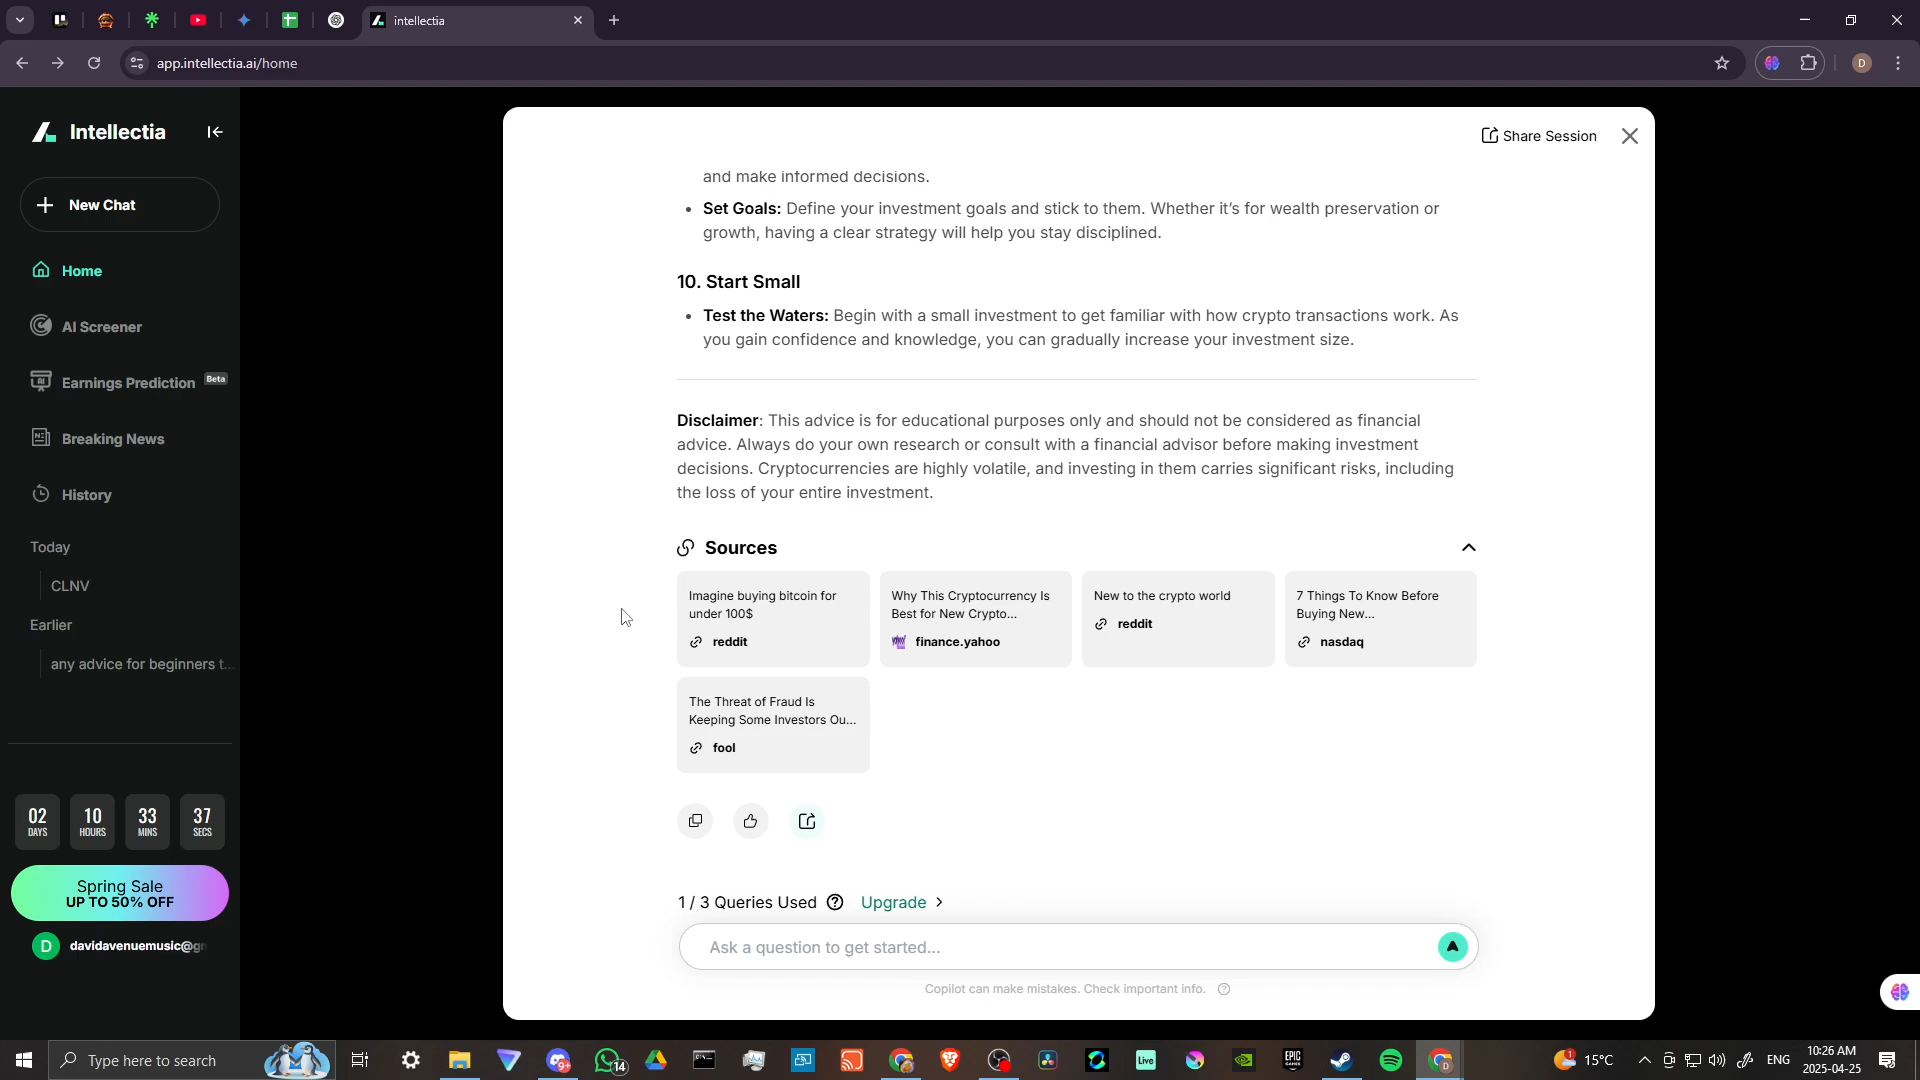 intellectia
app.intellectia.ai/home
D
Intellectia
New Chat
Home
AI Screener
Earnings Prediction Beta
Breaking News
History
Today
CLNV
Earlier
any advice for beginners t...
02 10 33 37
DAYS HOURS MINS SECS
Spring Sale
UP TO 50% OFF
D davidavenuemusic@g
Share Session
and make informed decisions.
• Set Goals: Define your investment goals and stick to them. Whether it's for wealth preservation or
growth, having a clear strategy will help you stay disciplined.
10. Start Small
• Test the Waters: Begin with a small investment to get familiar with how crypto transactions work. As
you gain confidence and knowledge, you can gradually increase your investment size.
Disclaimer: This advice is for educational purposes only and should not be considered as financial
advice. Always do your own research or consult with a financial advisor before making investment
decisions. Cryptocurrencies are highly volatile, and investing in them carries significant risks, including
the loss of your entire investment.
Sources
Imagine buying bitcoin for
under 100$
reddit
Why This Cryptocurrency Is
Best for New Crypto...
finance.yahoo
New to the crypto world
reddit
7 Things To Know Before
Buying New...
nasdaq
The Threat of Fraud Is
Keeping Some Investors Ou...
fool
1 / 3 Queries Used Upgrade
Ask a question to get started...
Copilot can make mistakes. Check important info.
Type here to search
9+
14
Live
EPIC
GAMES
D
1
15°C
ENG
10:26 AM
2025-04-25